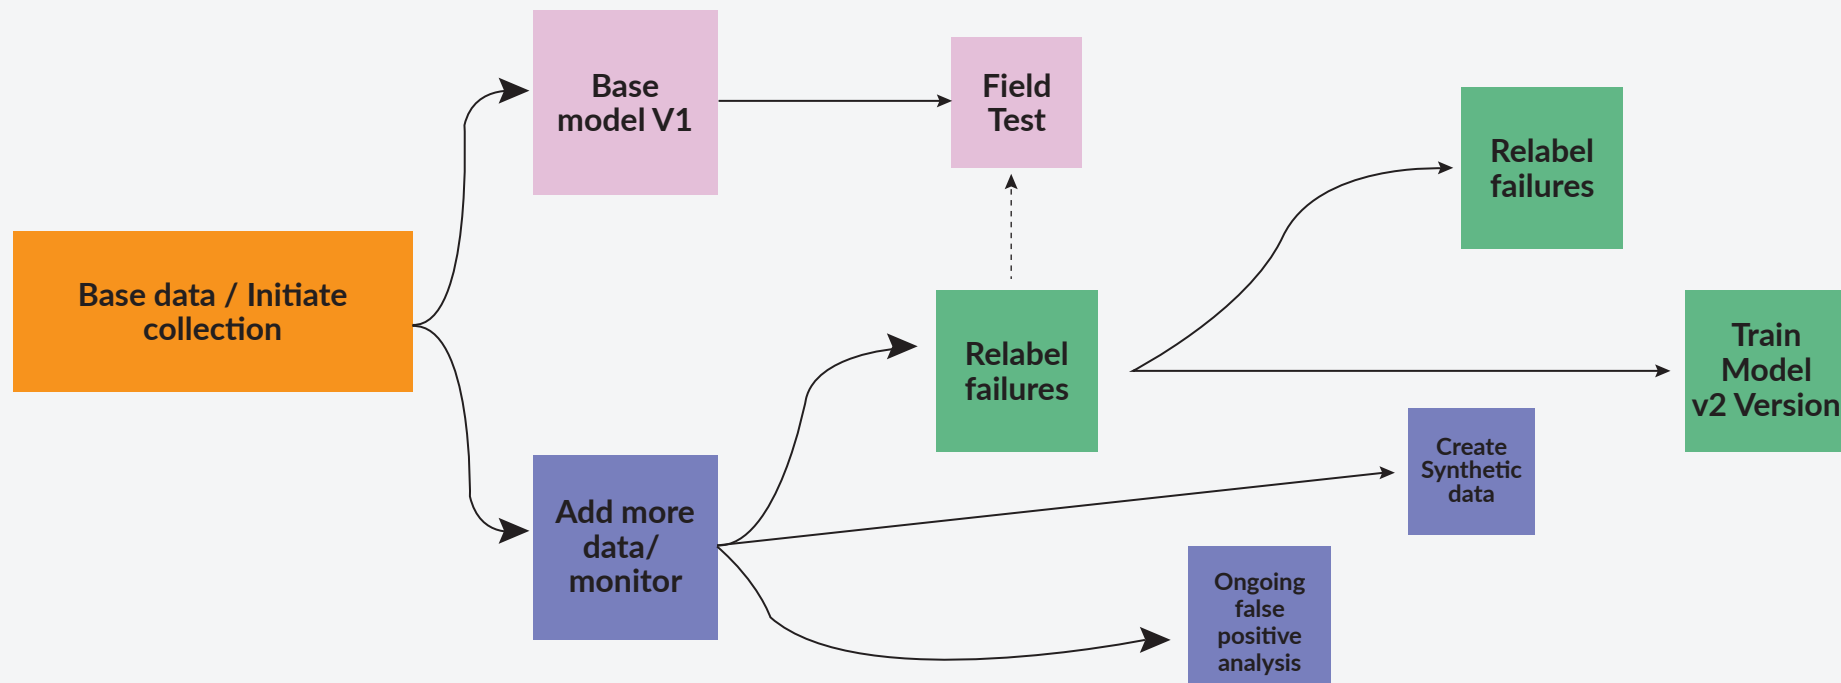 Base
model V1
Field
Test
Relabel
failures
Base data / Initiate
collection
Relabel
failures
Train
Model
v2 Version
Add more
data/
monitor
Create
Synthetic
data
Ongoing
false
positive
analysis